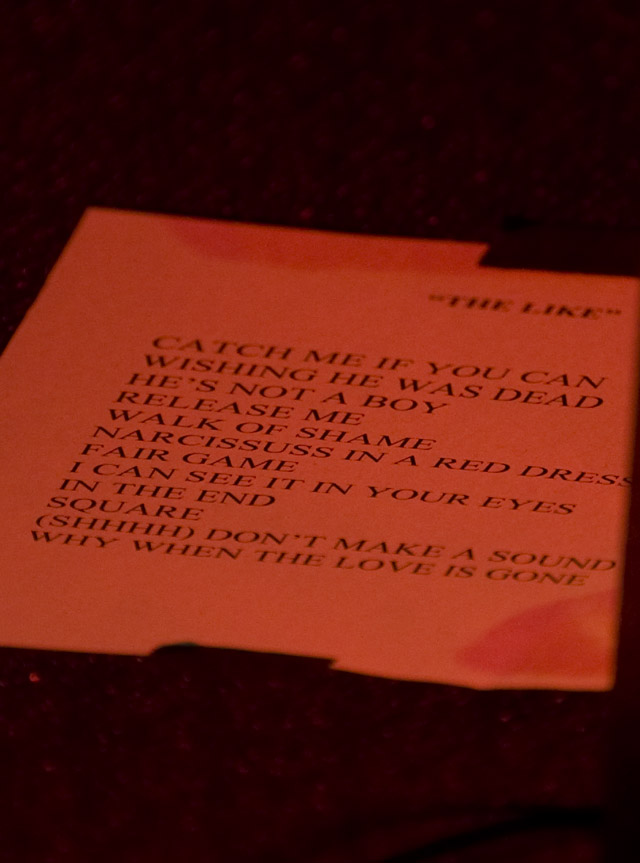 "THE LIKE"
CATCH ME IF YOU CAN
WISHING HE WAS DEAD
HE'S NOT A BOY
RELEASE ME
WALK OF SHAME
NARCISSUSS IN A RED DRESS
FAIR GAME
I CAN SEE IT IN YOUR EYES
IN THE END
SQUARE
(SHHHH) DON'T MAKE A SOUND
WHY WHEN THE LOVE IS GONE